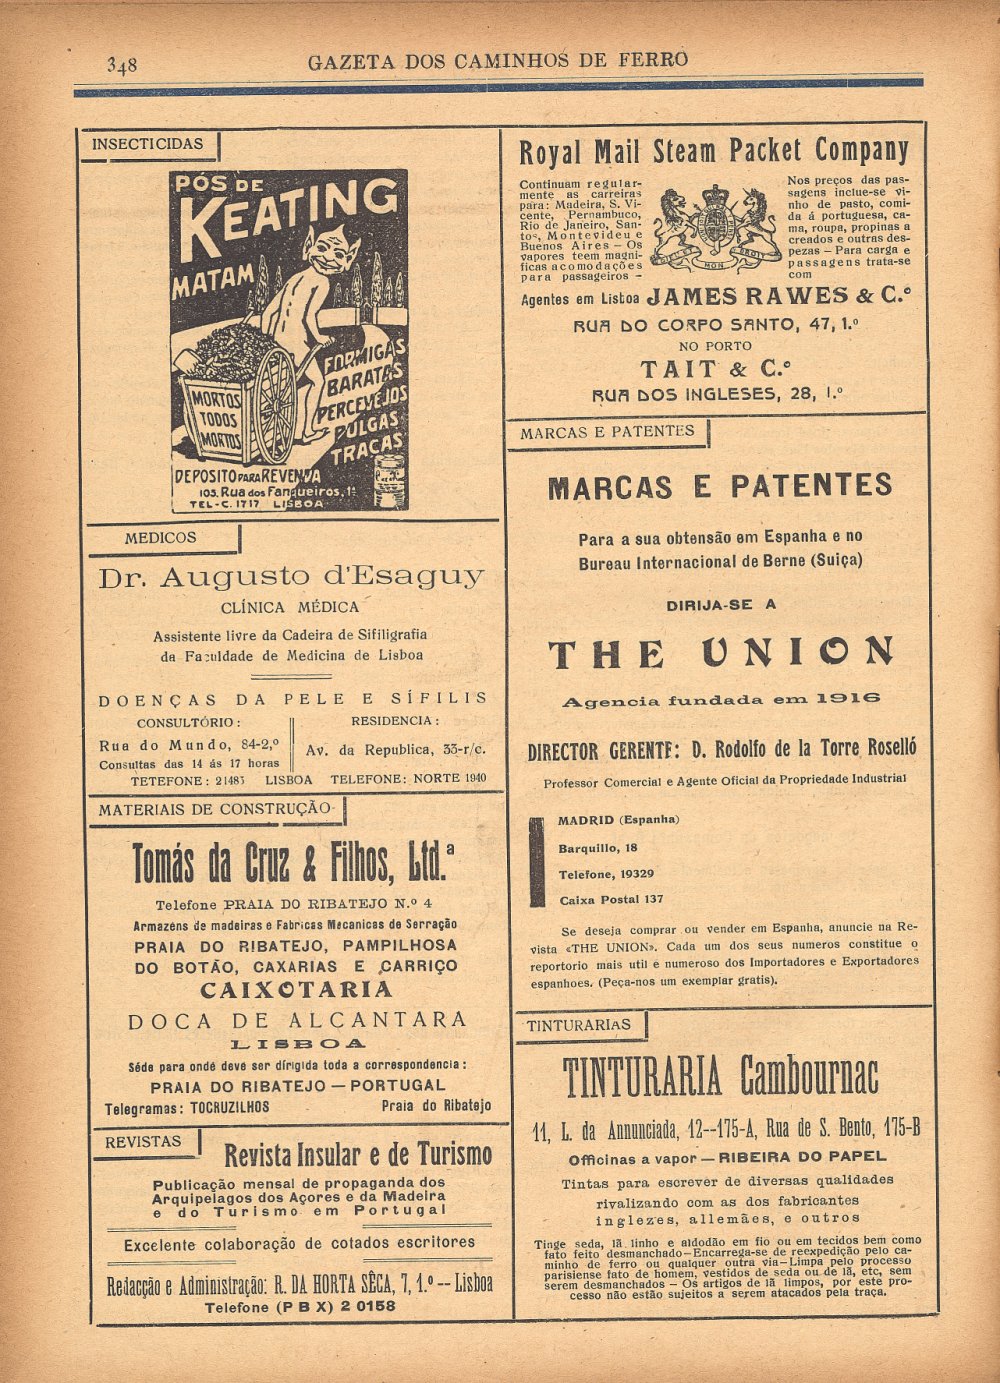 348
GAZETA DOS CAMINHOS DE FERRO
INSECTICIDAS
PÓS DE
KEATING
MATAM
FORMIGAS
BARATAS
PERCEVEJOS
PULGAS
TRAÇAS
MORTOS
TODOS
MORTOS
DEPOSITO PARA REVENDA
103. Rua dos Fanqueiros, 1º
TEL-C. 1717 LISBOA
MEDICOS
Dr. Augusto d'Esaguy
CLÍNICA MÉDICA
Assistente livre da Cadeira de Sifiligrafia
da Faculdade de Medicina de Lisboa
DOENÇAS DA PELE E SÍFILIS
CONSULTÓRIO:
Rua do Mundo, 84-2,º
Consultas das 14 ás 17 horas
RESIDENCIA:
Av. da Republica, 33-r/c.
TETEFONE: 21483 LISBOA TELEFONE: NORTE 1940
MATERIAIS DE CONSTRUÇÃO
Tomás da Cruz & Filhos, Ltd.ª
Telefone PRAIA DO RIBATEJO N.º 4
Armazens de madeiras e Fabricas Mecanicas de Serração
PRAIA DO RIBATEJO, PAMPILHOSA
DO BOTÃO, CAXARIAS E CARRIÇO
CAIXOTARIA
DOCA DE ALCANTARA
LISBOA
Séde para onde deve ser dirigida toda a correspondencia:
PRAIA DO RIBATEJO — PORTUGAL
Telegramas: TOCRUZILHOS Praia do Ribatejo
REVISTAS
Revista Insular e de Turismo
Publicação mensal de propaganda dos
Arquipelagos dos Açores e da Madeira
e do Turismo em Portugal
Excelente colaboração de cotados escritores
Redacção e Administração: R. DA HORTA SÊCA, 7, 1.º -- Lisboa
Telefone (P B X) 2 0158
Royal Mail Steam Packet Company
Continuam regular-
mente as carreiras
para: Madeira, S. Vi-
cente, Pernambuco,
Rio de Janeiro, San-
tos, Montevideu e
Buenos Aires — Os
vapores teem magni-
ficas acomodações
para passageiros —
DIEU ET MON DROIT
Nos preços das pas-
sagens inclue-se vi-
nho de pasto, comi-
da á portuguesa, ca-
ma, roupa, propinas a
creados e outras des-
pezas — Para carga e
passagens trata-se
com
Agentes em Lisboa JAMES RAWES & C.º
RUA DO CORPO SANTO, 47, 1.º
NO PORTO
TAIT & C.º
RUA DOS INGLESES, 28, 1.º
MARCAS E PATENTES
MARCAS E PATENTES
Para a sua obtensão em Espanha e no
Bureau Internacional de Berne (Suiça)
DIRIJA-SE A
THE UNION
Agencia fundada em 1916
DIRECTOR GERENTE: D. Rodolfo de la Torre Roselló
Professor Comercial e Agente Oficial da Propriedade Industrial
MADRID (Espanha)
Barquillo, 18
Telefone, 19329
Caixa Postal 137
Se deseja comprar ou vender em Espanha, anuncie na Re-
vista «THE UNION». Cada um dos seus numeros constitue o
reportorio mais util e numeroso dos Importadores e Exportadores
espanhoes. (Peça-nos um exemplar gratis).
TINTURARIAS
TINTURARIA Cambournac
11, L. da Annunciada, 12--175-A, Rua de S. Bento, 175-B
Officinas a vapor — RIBEIRA DO PAPEL
Tintas para escrever de diversas qualidades
rivalizando com as dos fabricantes
inglezes, allemães, e outros
Tinge seda, lã, linho e aldodão em fio ou em tecidos bem como
fato feito desmanchado—Encarrega-se de reexpedição pelo ca-
minho de ferro ou qualquer outra via—Limpa pelo processo
parisiense fato de homem, vestidos de seda ou de lã, etc, sem
serem desmanchados — Os artigos de lã limpos, por este pro-
cesso não estão sujeitos a serem atacados pela traça.